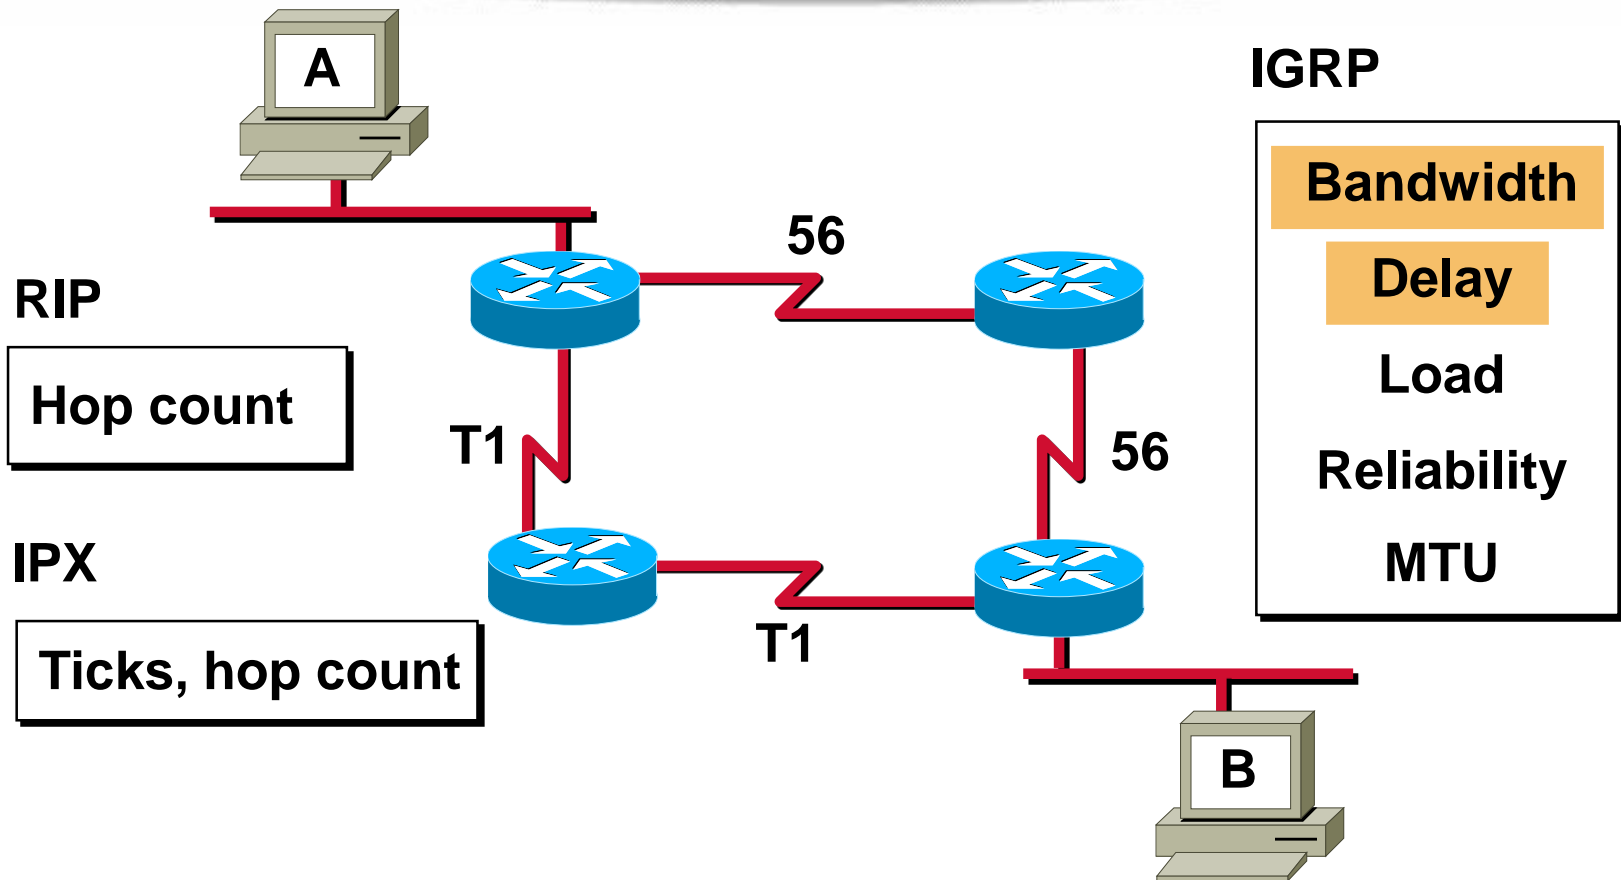 A
IGRP
Bandwidth
Delay
Load
Reliability
MTU
56
RIP
Hop count
T1
56
IPX
Ticks, hop count
T1
B